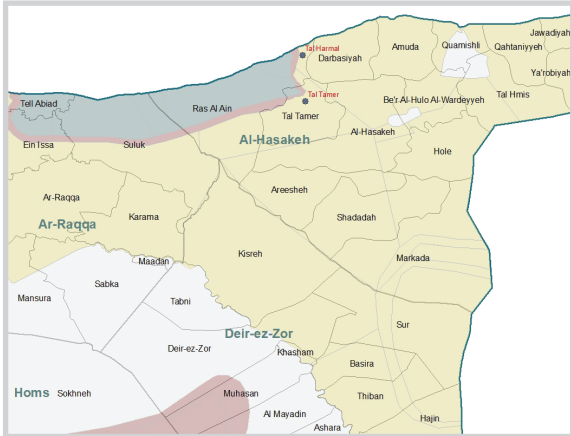 Jawadiyah
Tal Harmal
Amuda
Quamishli
Qahtaniyyeh
Darbasiyah
Ya'robiyah
Tal Tamer
Tal Hmis
Tell Abiad
Ras Al Ain
Be'r Al-Hulo Al-Wardeyyeh
Tal Tamer
Al-Hasakeh
Al-Hasakeh
Ein Issa
Suluk
Hole
Ar-Raqqa
Areesheh
Karama
Shadadah
Ar-Raqqa
Kisreh
Markada
Maadan
Sabka
Mansura
Tabni
Sur
Deir-ez-Zor
Deir-ez-Zor
Khasham
Basira
Homs
Sokhneh
Muhasan
Thiban
Al Mayadin
Hajin
Ashara